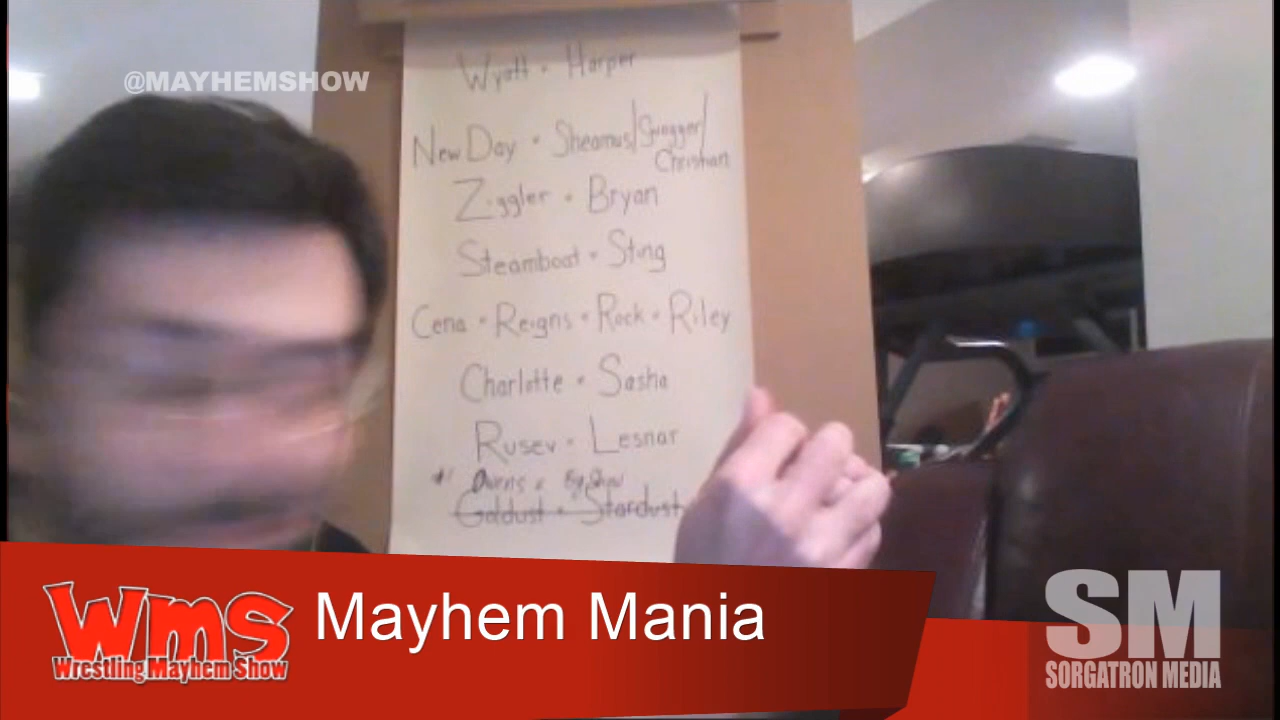 @MAYHEMSHOW
Wyatt - Harper
New Day - Sheamus/Swagger/
Christian
Ziggler - Bryan
Steamboat - Sting
Cena - Reigns - Rock - Riley
Charlotte - Sasha
Rusev - Lesnar
#1 Owens - Big Show
Goldust - Stardust
Wms
Wrestling Mayhem Show
Mayhem Mania
SM
SORGATRON MEDIA